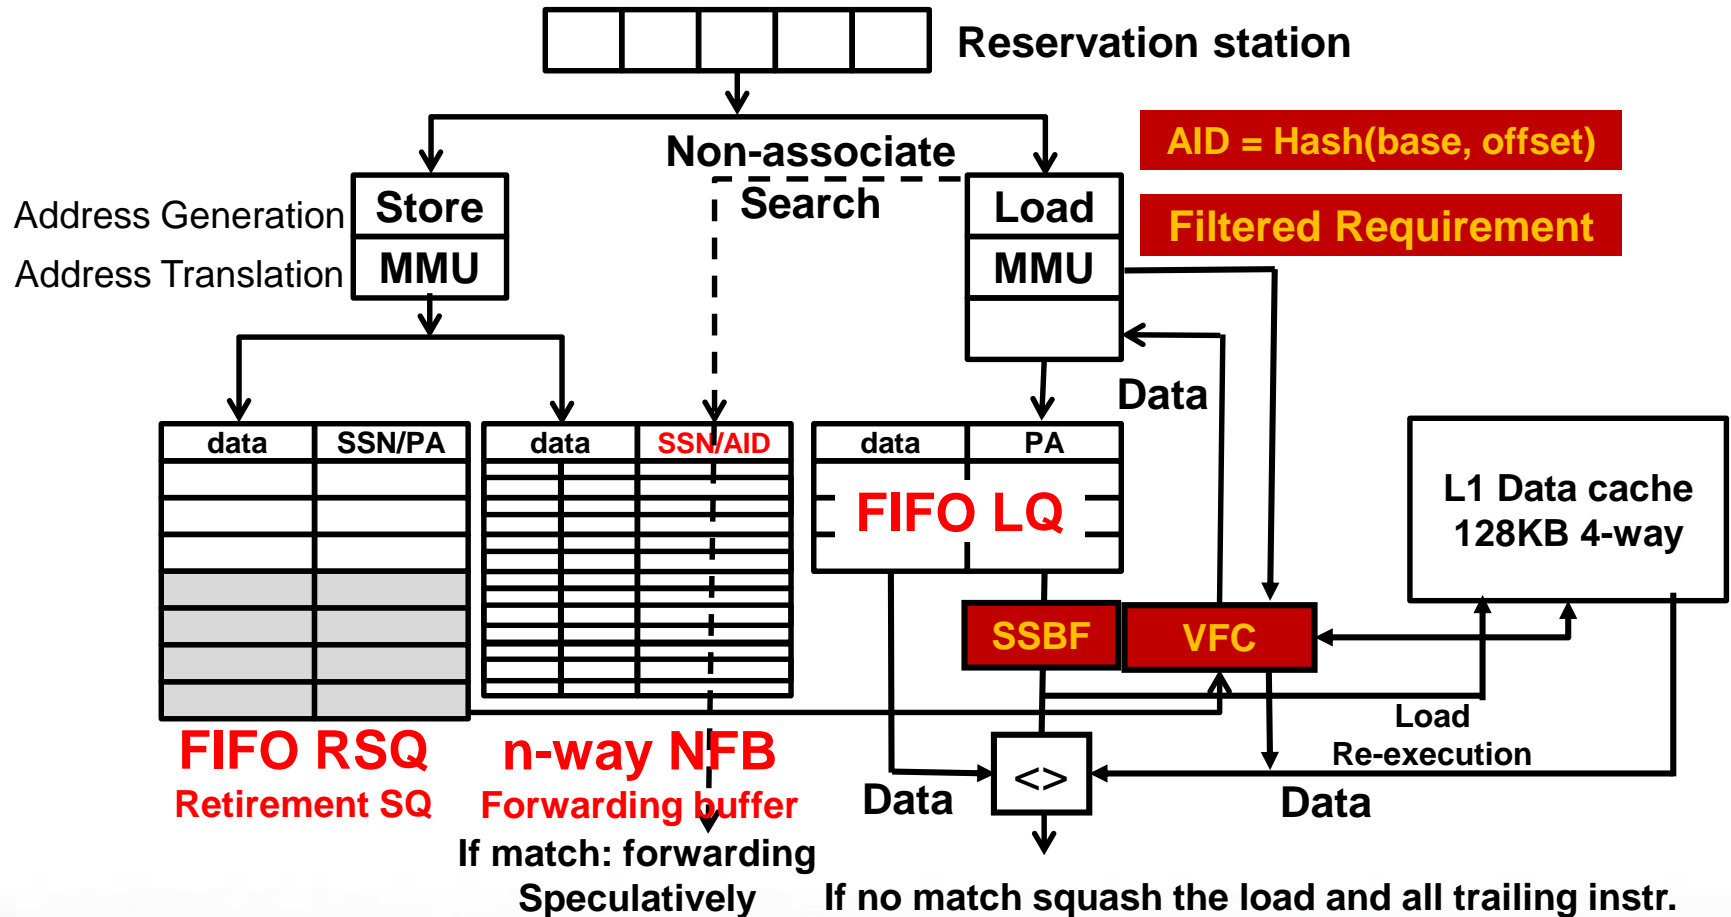 Reservation station
AID = Hash(base, offset)
Non-associate
Search
Filtered Requirement
Address Generation
Store
Load
Address Translation
MMU
MMU
Data
data
SSN/PA
data
SSN/AID
data
PA
FIFO LQ
L1 Data cache
128KB 4-way
SSBF
VFC
Load
Re-execution
FIFO RSQ
Retirement SQ
n-way NFB
Forwarding buffer
<>
Data
Data
If match: forwarding
Speculatively
If no match squash the load and all trailing instr.